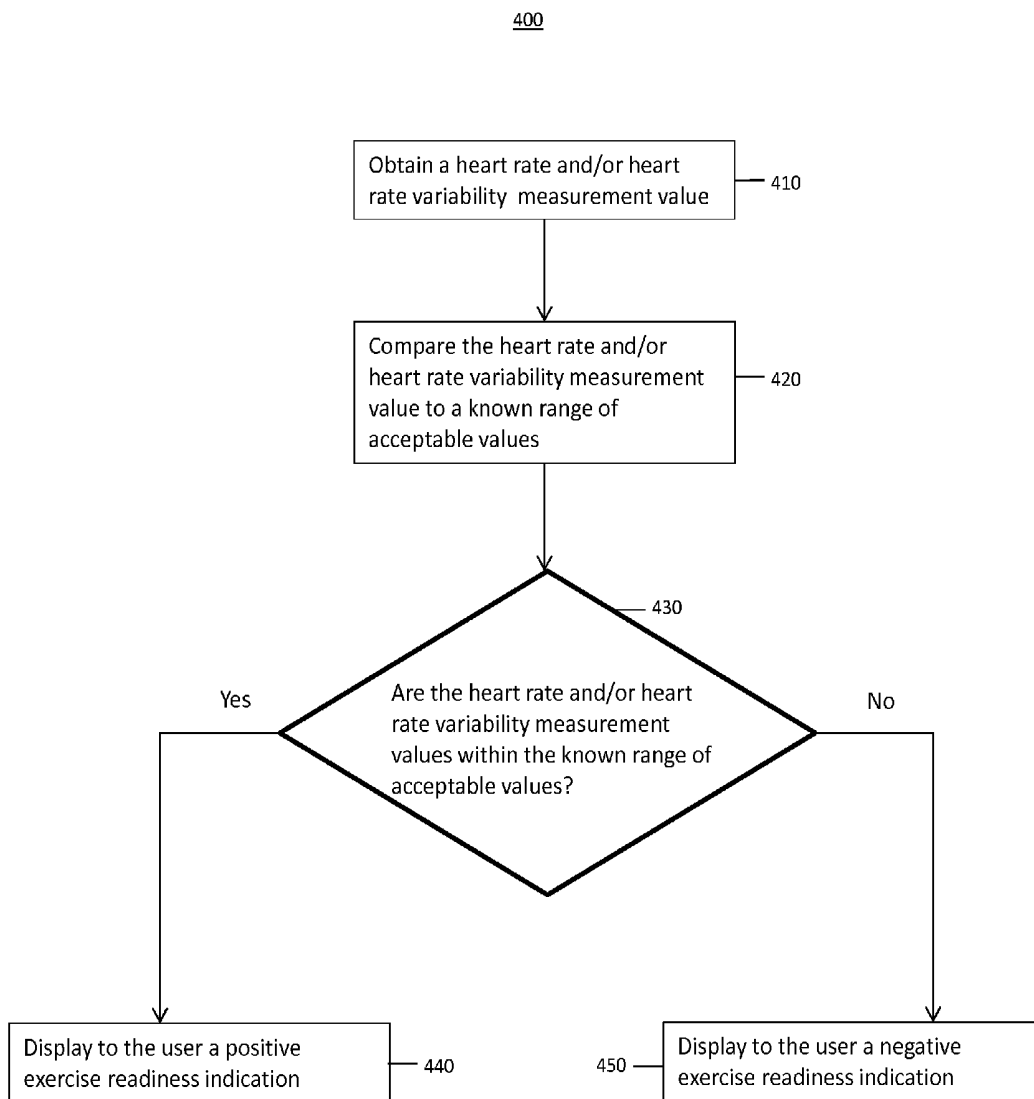 400
Obtain a heart rate and/or heart
rate variability measurement value
410
Compare the heart rate and/or
heart rate variability measurement
value to a known range of
acceptable values
420
430
Yes
No
Are the heart rate and/or heart
rate variability measurement
values within the known range of
acceptable values?
Display to the user a positive
exercise readiness indication
440
450
Display to the user a negative
exercise readiness indication